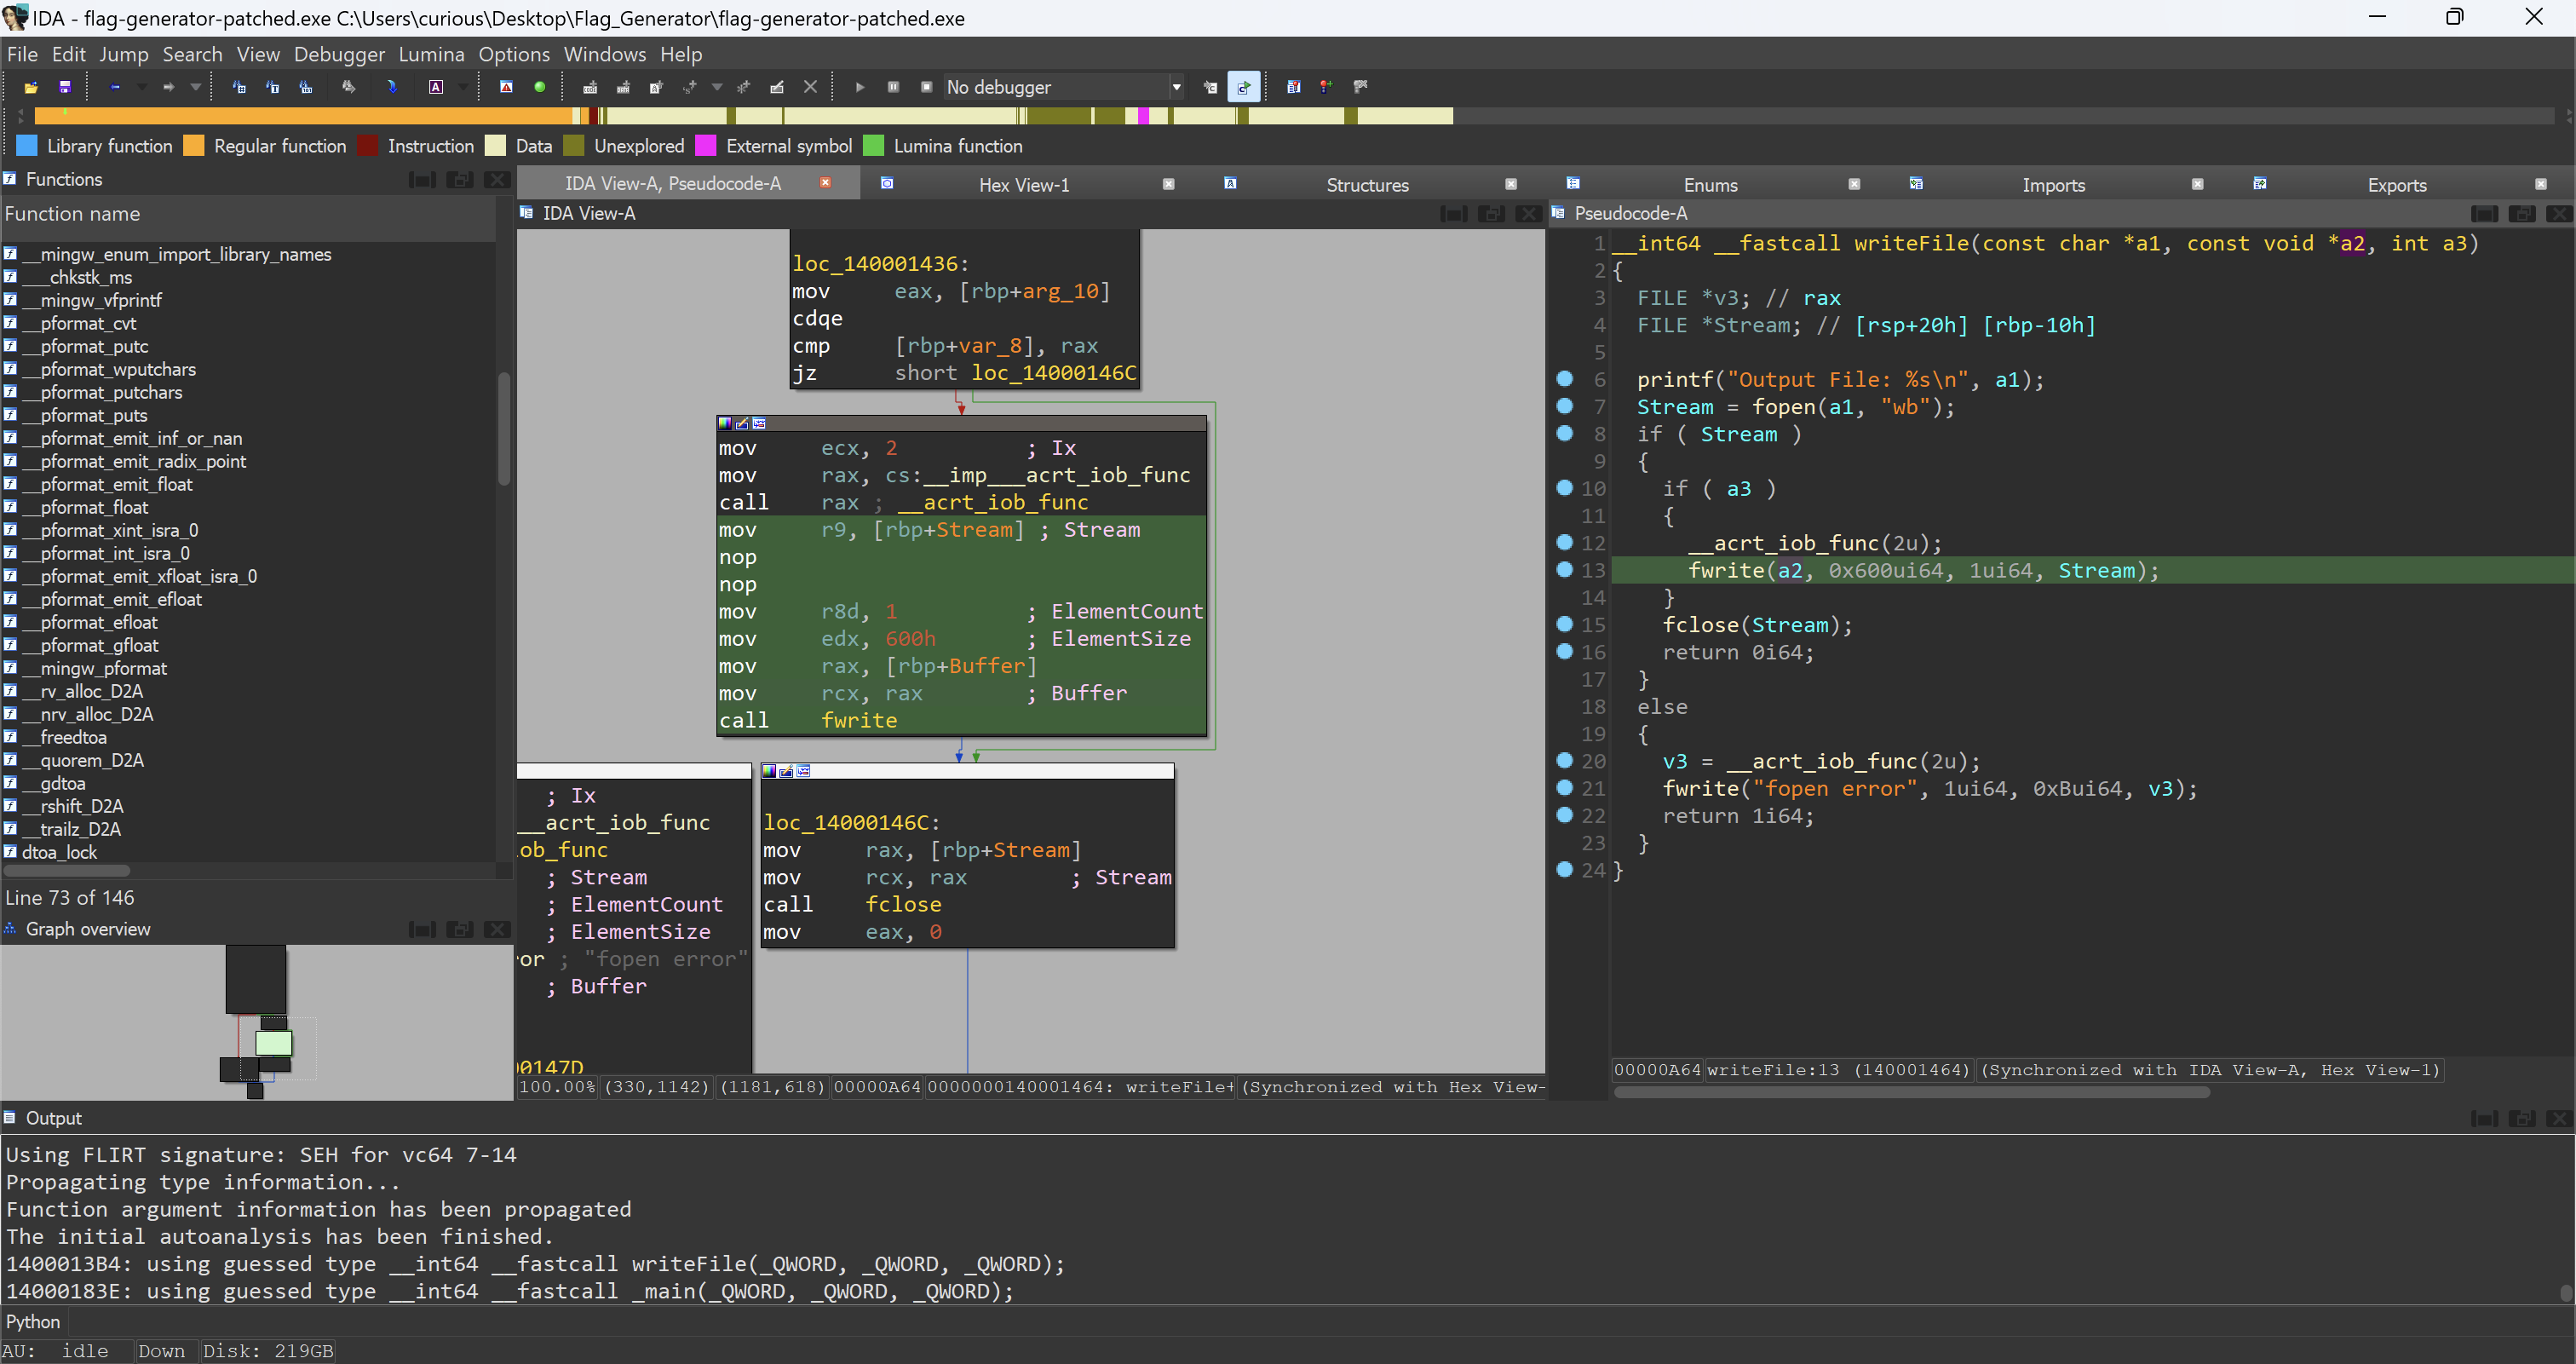 IDA - flag-generator-patched.exe C:\Users\curious\Desktop\Flag_Generator\flag-generator-patched.exe
File Edit Jump Search View Debugger Lumina Options Windows Help
No debugger
Library function Regular function Instruction Data Unexplored External symbol Lumina function
Functions
Function name
__mingw_enum_import_library_names
___chkstk_ms
__mingw_vfprintf
__pformat_cvt
__pformat_putc
__pformat_wputchars
__pformat_putchars
__pformat_puts
__pformat_emit_inf_or_nan
__pformat_emit_radix_point
__pformat_emit_float
__pformat_float
__pformat_xint_isra_0
__pformat_int_isra_0
__pformat_emit_xfloat_isra_0
__pformat_emit_efloat
__pformat_efloat
__pformat_gfloat
__mingw_pformat
__rv_alloc_D2A
__nrv_alloc_D2A
__freedtoa
__quorem_D2A
__gdtoa
__rshift_D2A
__trailz_D2A
dtoa_lock
Line 73 of 146
Graph overview
IDA View-A, Pseudocode-A Hex View-1 Structures Enums Imports Exports
IDA View-A
loc_140001436:
mov eax, [rbp+arg_10]
cdqe
cmp [rbp+var_8], rax
jz short loc_14000146C
mov ecx, 2 ; Ix
mov rax, cs:__imp___acrt_iob_func
call rax ; __acrt_iob_func
mov r9, [rbp+Stream] ; Stream
nop
nop
mov r8d, 1 ; ElementCount
mov edx, 600h ; ElementSize
mov rax, [rbp+Buffer]
mov rcx, rax ; Buffer
call fwrite
; Ix
__acrt_iob_func
ob_func
; Stream
; ElementCount
; ElementSize
or ; "fopen error"
; Buffer
0147D
loc_14000146C:
mov rax, [rbp+Stream]
mov rcx, rax ; Stream
call fclose
mov eax, 0
100.00% (330,1142) (1181,618) 00000A64 0000000140001464: writeFile+ (Synchronized with Hex View-
Pseudocode-A
1 __int64 __fastcall writeFile(const char *a1, const void *a2, int a3)
2 {
3 FILE *v3; // rax
4 FILE *Stream; // [rsp+20h] [rbp-10h]
5
6 printf("Output File: %s\n", a1);
7 Stream = fopen(a1, "wb");
8 if ( Stream )
9 {
10 if ( a3 )
11 {
12 __acrt_iob_func(2u);
13 fwrite(a2, 0x600ui64, 1ui64, Stream);
14 }
15 fclose(Stream);
16 return 0i64;
17 }
18 else
19 {
20 v3 = __acrt_iob_func(2u);
21 fwrite("fopen error", 1ui64, 0xBui64, v3);
22 return 1i64;
23 }
24 }
00000A64 writeFile:13 (140001464) (Synchronized with IDA View-A, Hex View-1)
Output
Using FLIRT signature: SEH for vc64 7-14
Propagating type information...
Function argument information has been propagated
The initial autoanalysis has been finished.
1400013B4: using guessed type __int64 __fastcall writeFile(_QWORD, _QWORD, _QWORD);
14000183E: using guessed type __int64 __fastcall _main(_QWORD, _QWORD, _QWORD);
Python
AU: idle Down Disk: 219GB